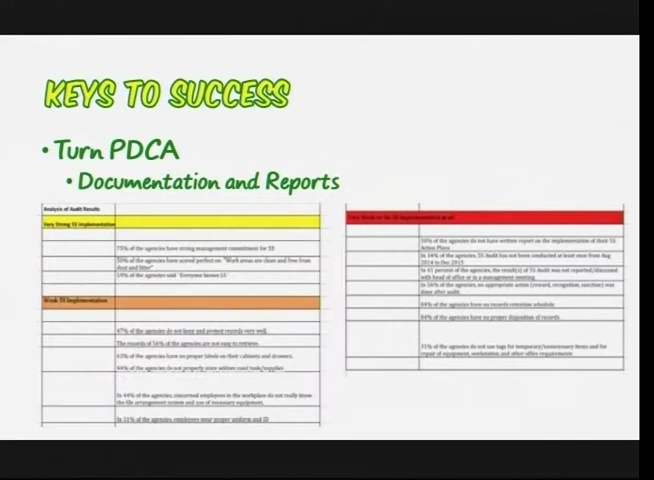 KEYS TO SUCCESS
• Turn PDCA
• Documentation and Reports
Analysis of Audit Results
Very Strong 5S implementation
75% of the agencies have strong management commitment for 5S
50% of the agencies have scored perfect on "Work areas are clean and free from
dust and litter"
59% of the agencies said "Everyone knows 5S"
Weak 5S Implementation
47% of the agencies do not keep and protect records very well.
The records of 56% of the agencies are not easy to retrieve.
63% of the agencies have no proper labels on their cabinets and drawers.
44% of the agencies do not properly store seldom used tools/supplies
In 44% of the agencies, concerned employees in the workplace do not really know
the file arrangement system and use of necessary equipment.
In 51% of the agencies, employees wear proper uniform and ID
Very Weak to No 5S Implementation at all
50% of the agencies do not have written report on the implementation of their 5S
Action Plans
In 34% of the agencies, 5S Audit has not been conducted at least once from Aug
2014 to Dec 2015
In 41 percent of the agencies, the result(s) of 5S Audit was not reported/discussed
with head of office or in a management meeting.
In 56% of the agencies, no appropriate action (reward, recognition, sanction) was
done after audit.
84% of the agencies have no records retention schedule
84% of the agencies have no proper disposal of records.
31% of the agencies do not use tags for temporary/unnecessary items and for
repair of equipment, workstation and other office requirements